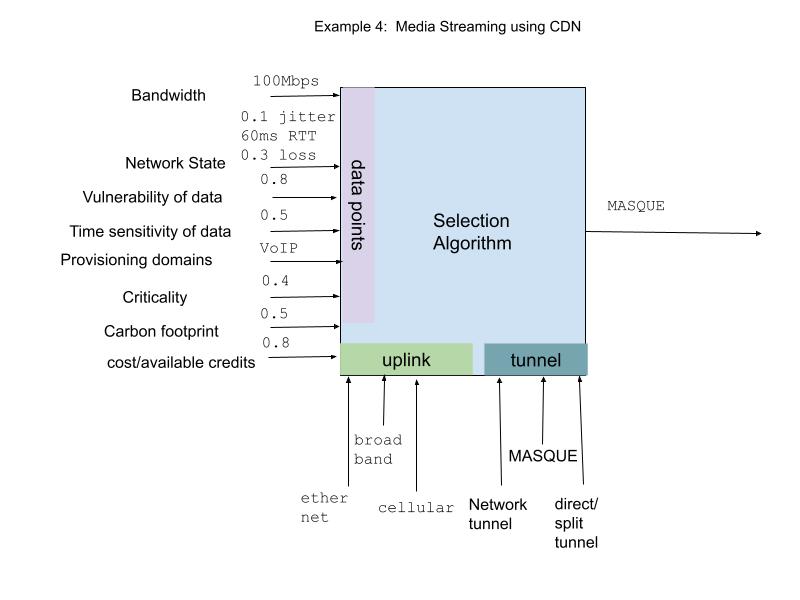 Example 4:  Media Streaming using CDN
100Mbps
Bandwidth
0.1 jitter
60ms RTT
0.3 loss
Network State
0.8
Vulnerability of data
0.5
Time sensitivity of data
VoIP
Provisioning domains
0.4
Criticality
0.5
Carbon footprint
0.8
cost/available credits
data points
Selection
Algorithm
MASQUE
uplink
tunnel
broad
band
MASQUE
ether
net
cellular
Network
tunnel
direct/
split
tunnel